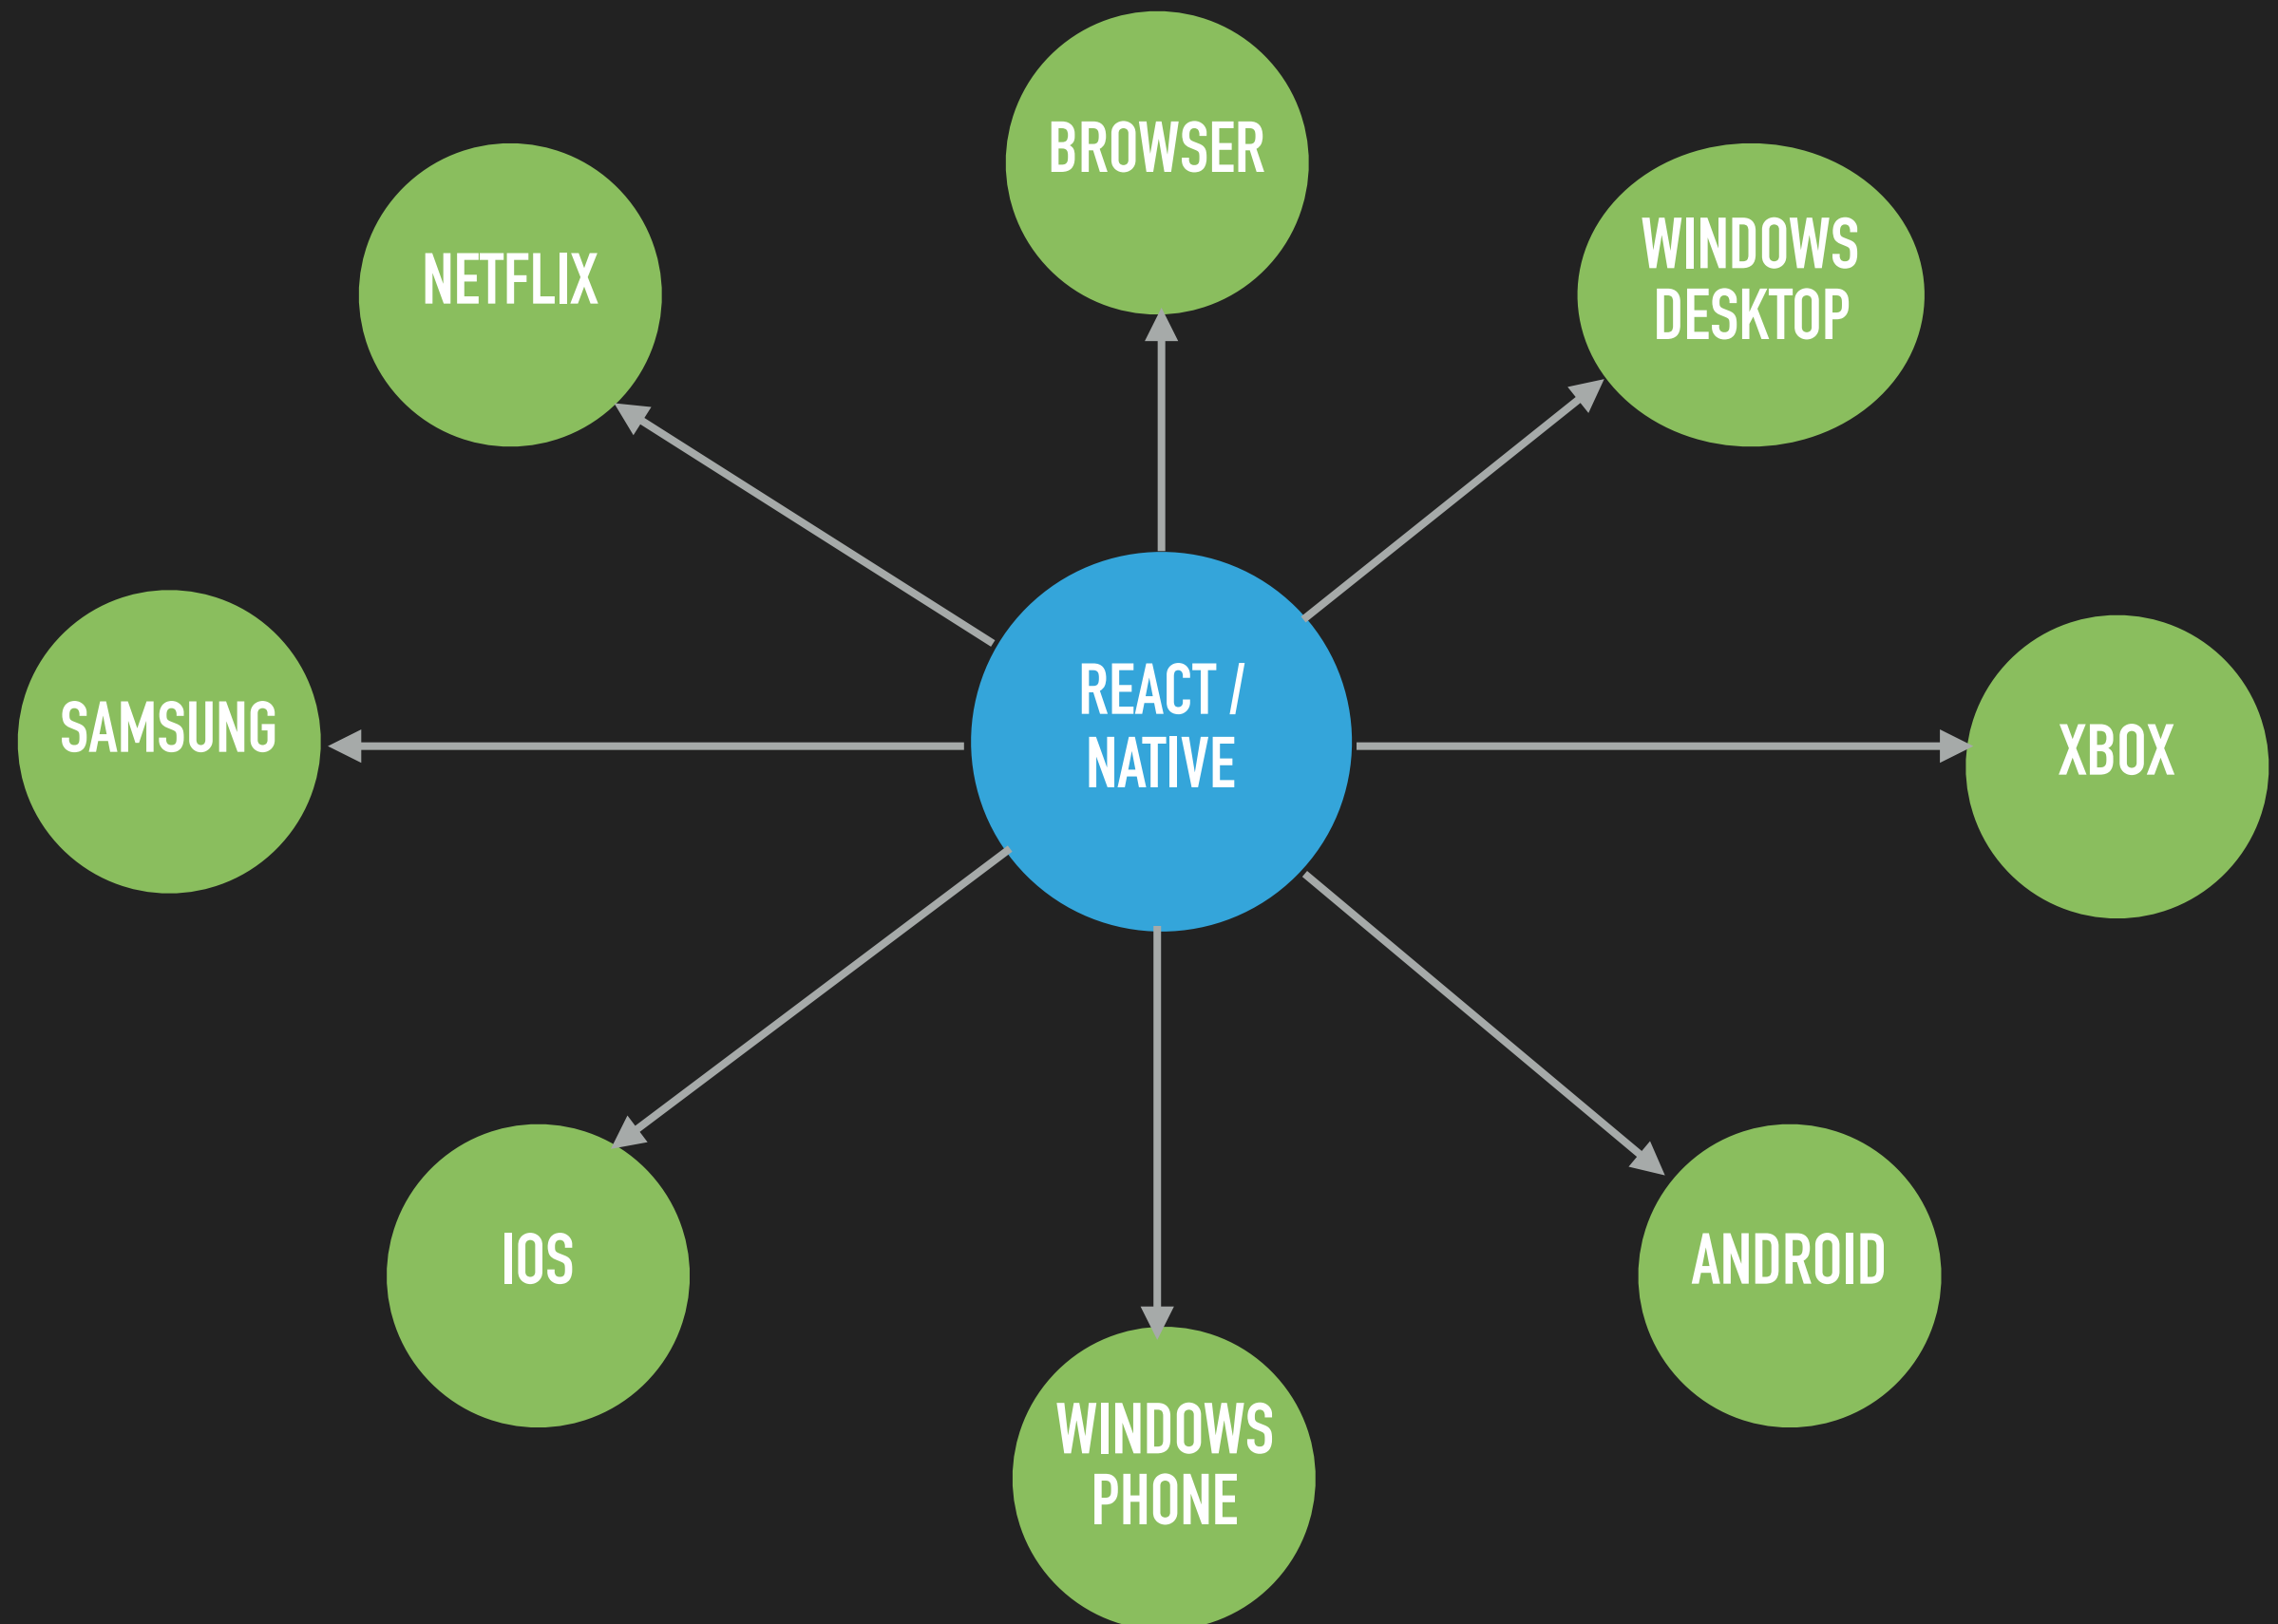 BROWSER
NETFLIX
WINDOWS
DESKTOP
REACT /
NATIVE
SAMSUNG
XBOX
IOS
ANDROID
WINDOWS
PHONE